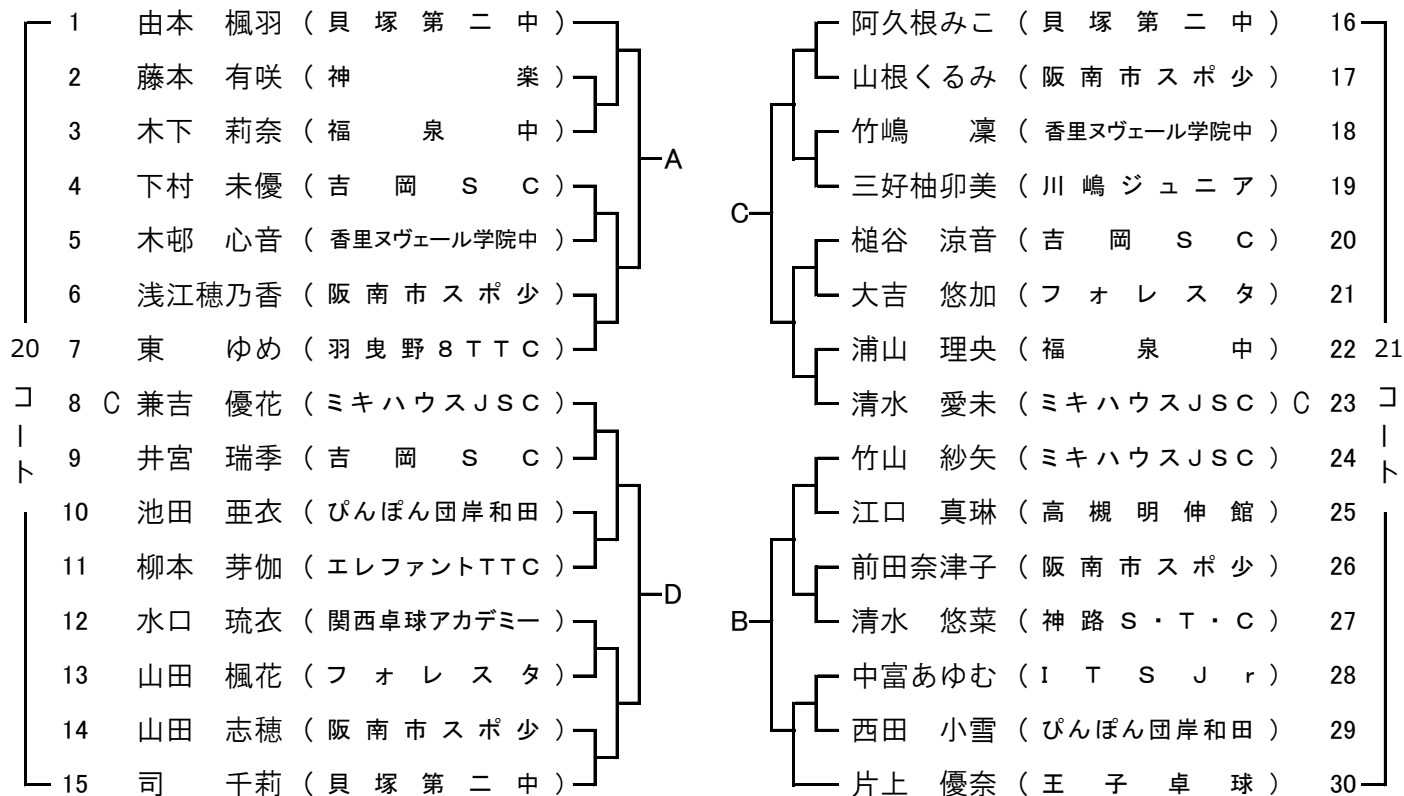 1 由本 楓羽 ( 貝塚第二中 )
2 藤本 有咲 ( 神楽 )
3 木下 莉奈 ( 福泉中 )
A
4 下村 未優 ( 吉岡SC )
5 木邨 心音 ( 香里ヌヴェール学院中 )
6 浅江穂乃香 ( 阪南市スポ少 )
7 東 ゆめ ( 羽曳野8TTC )
20コート
8 C 兼吉 優花 ( ミキハウスJSC )
9 井宮 瑞季 ( 吉岡SC )
10 池田 亜衣 ( ぴんぽん団岸和田 )
11 柳本 芽伽 ( エレファントTTC )
D
12 水口 琉衣 ( 関西卓球アカデミー )
13 山田 楓花 ( フォレスタ )
14 山田 志穂 ( 阪南市スポ少 )
15 司 千莉 ( 貝塚第二中 )
阿久根みこ ( 貝塚第二中 ) 16
山根くるみ ( 阪南市スポ少 ) 17
竹嶋 凜 ( 香里ヌヴェール学院中 ) 18
三好柚卯美 ( 川嶋ジュニア ) 19
C
槌谷 涼音 ( 吉岡SC ) 20
大吉 悠加 ( フォレスタ ) 21
浦山 理央 ( 福泉中 ) 22
21コート
清水 愛未 ( ミキハウスJSC ) C 23
竹山 紗矢 ( ミキハウスJSC ) 24
江口 真琳 ( 高槻明伸館 ) 25
前田奈津子 ( 阪南市スポ少 ) 26
B
清水 悠菜 ( 神路S・T・C ) 27
中富あゆむ ( ITSJr ) 28
西田 小雪 ( ぴんぽん団岸和田 ) 29
片上 優奈 ( 王子卓球 ) 30